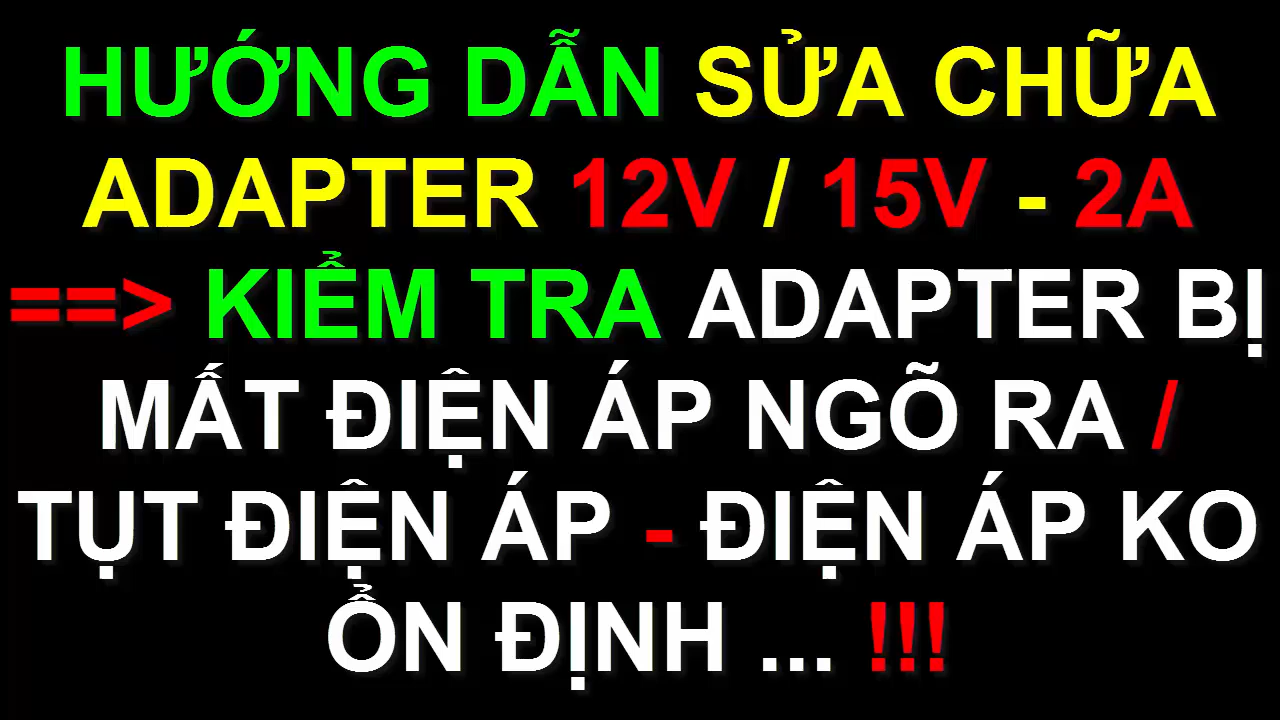 HƯỚNG DẪN SỬA CHỮA
ADAPTER 12V / 15V - 2A
==> KIỂM TRA ADAPTER BỊ
MẤT ĐIỆN ÁP NGÕ RA /
TỤT ĐIỆN ÁP - ĐIỆN ÁP KO
ỔN ĐỊNH ... !!!